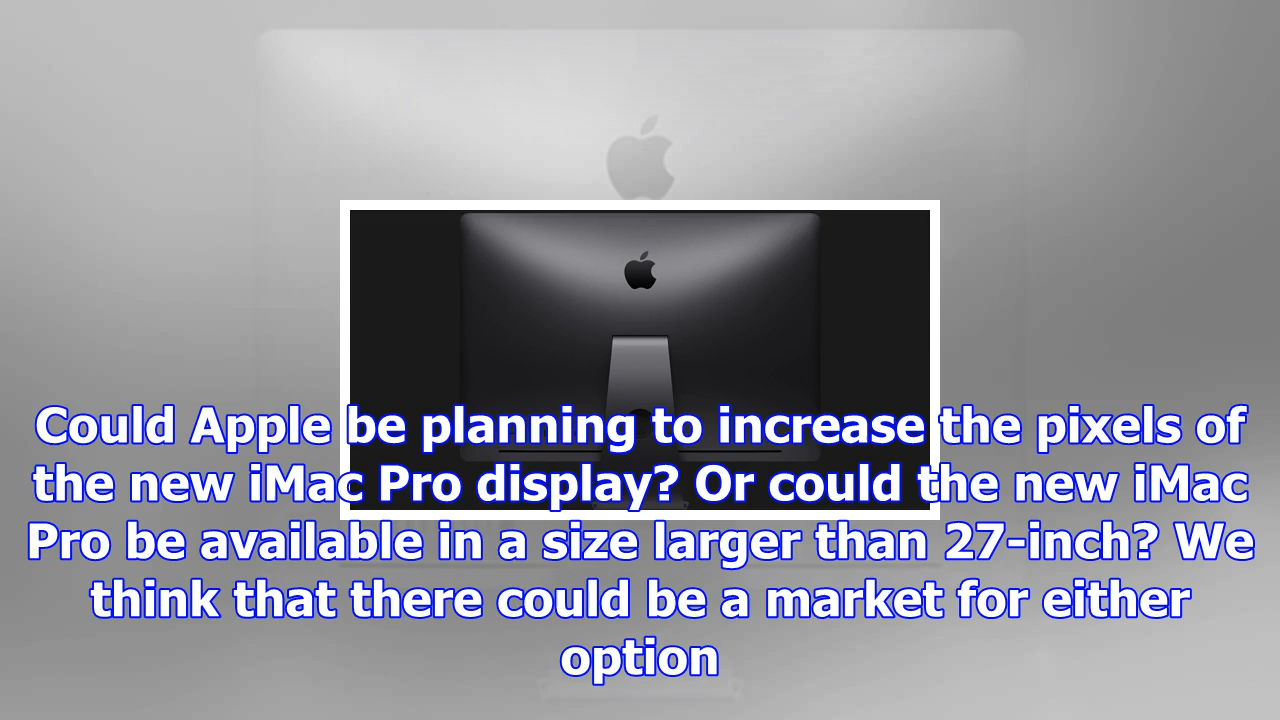 Could Apple be planning to increase the pixels of
the new iMac Pro display? Or could the new iMac
Pro be available in a size larger than 27-inch? We
think that there could be a market for either
option